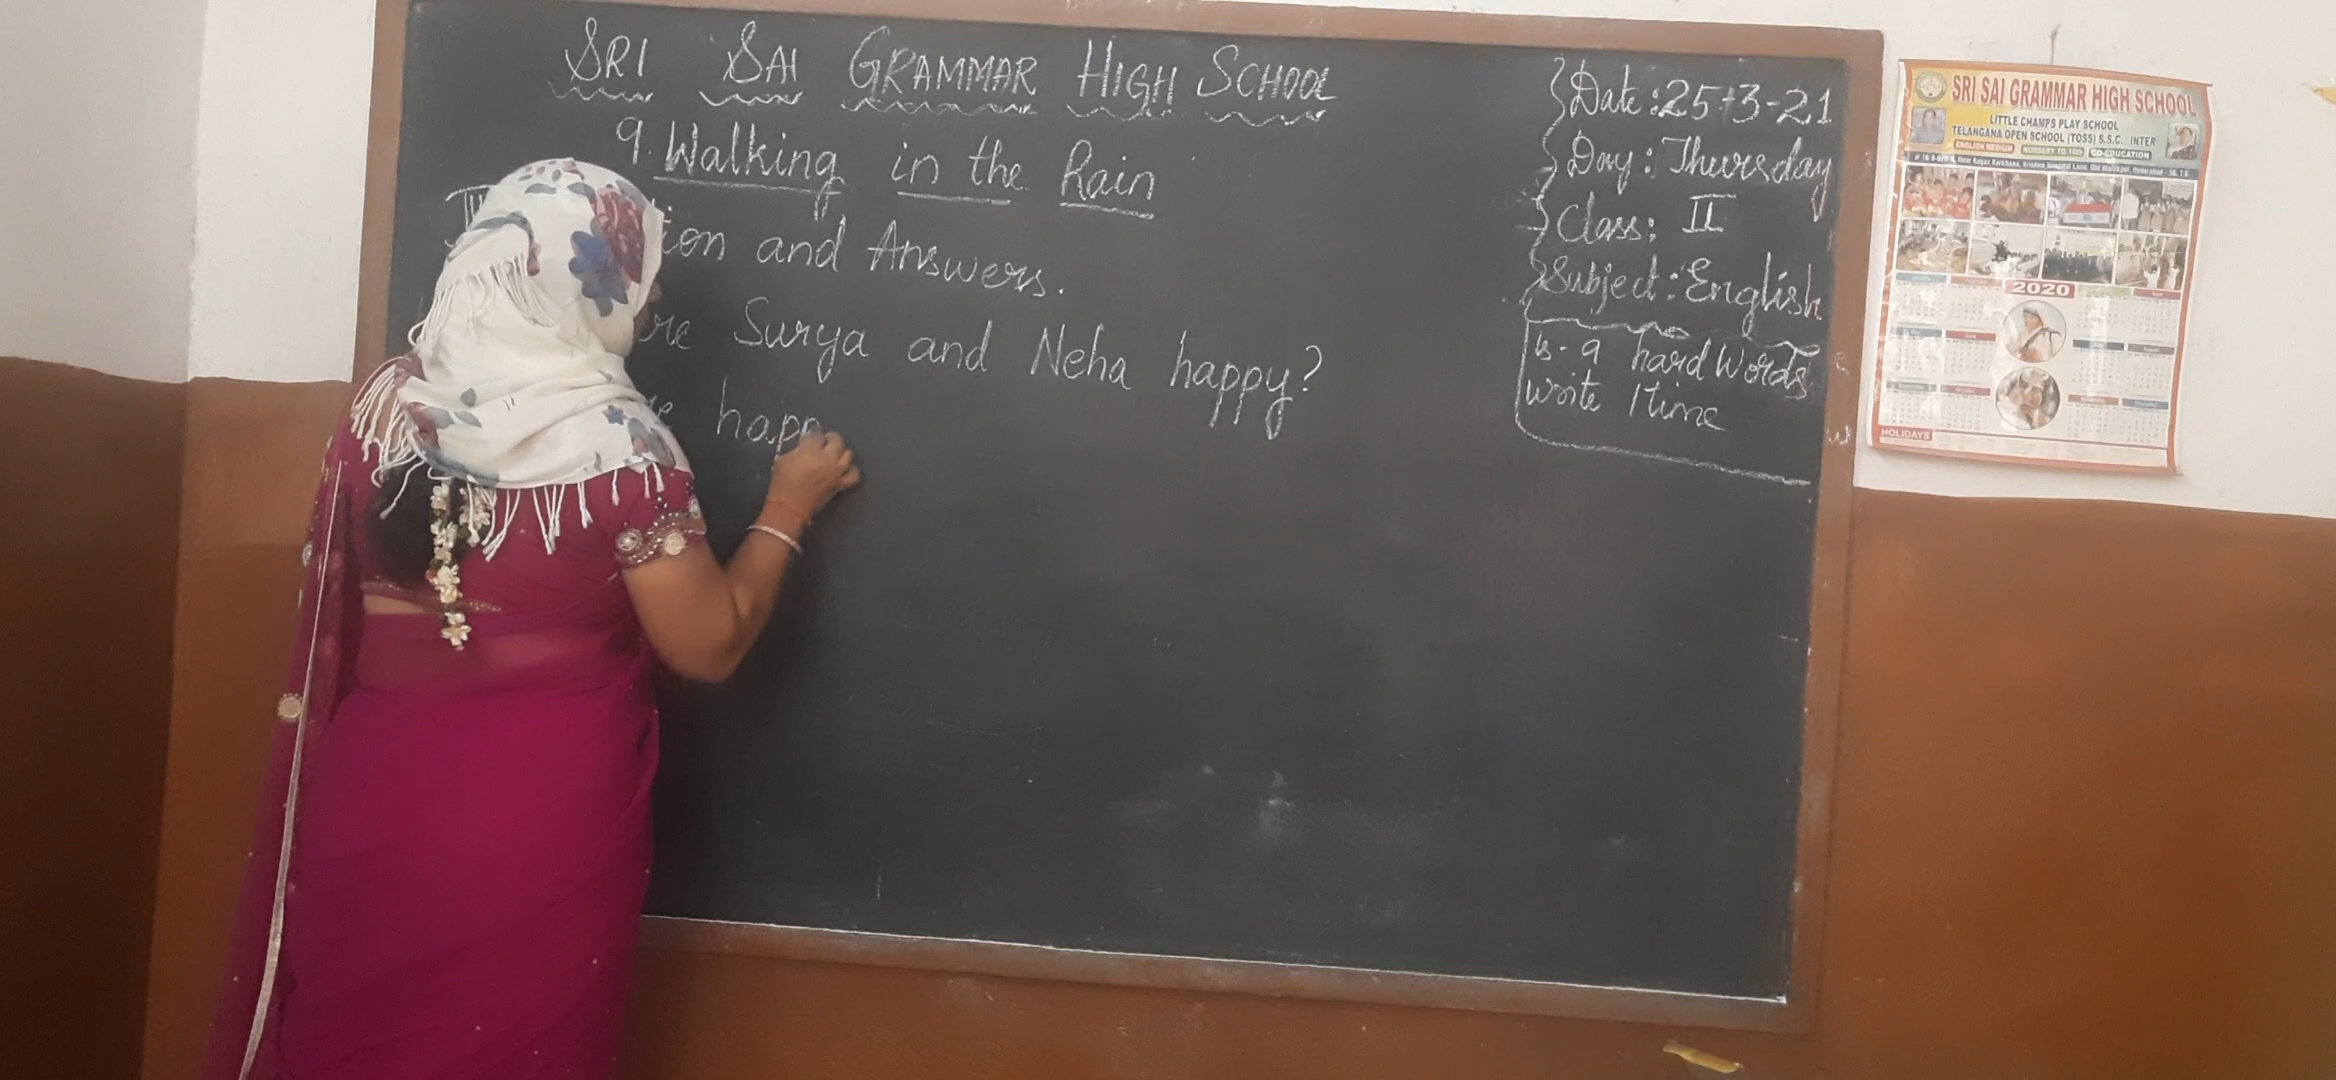 SRI SAI GRAMMAR HIGH SCHOOL
9. Walking in the Rain
and Answers.
Surya and Neha happy?
happ
Date: 25-3-21
Day: Thursday
Class: II
Subject: English
ls-9 hard Words
write 1 time
SRI SAI GRAMMAR HIGH SCHOOL
LITTLE CHAMPS PLAY SCHOOL
TELANGANA OPEN SCHOOL (TOSS) S.S.C. INTER
ENGLISH MEDIUM NURSERY TO 10th CO-EDUCATION
2020
HOLIDAYS